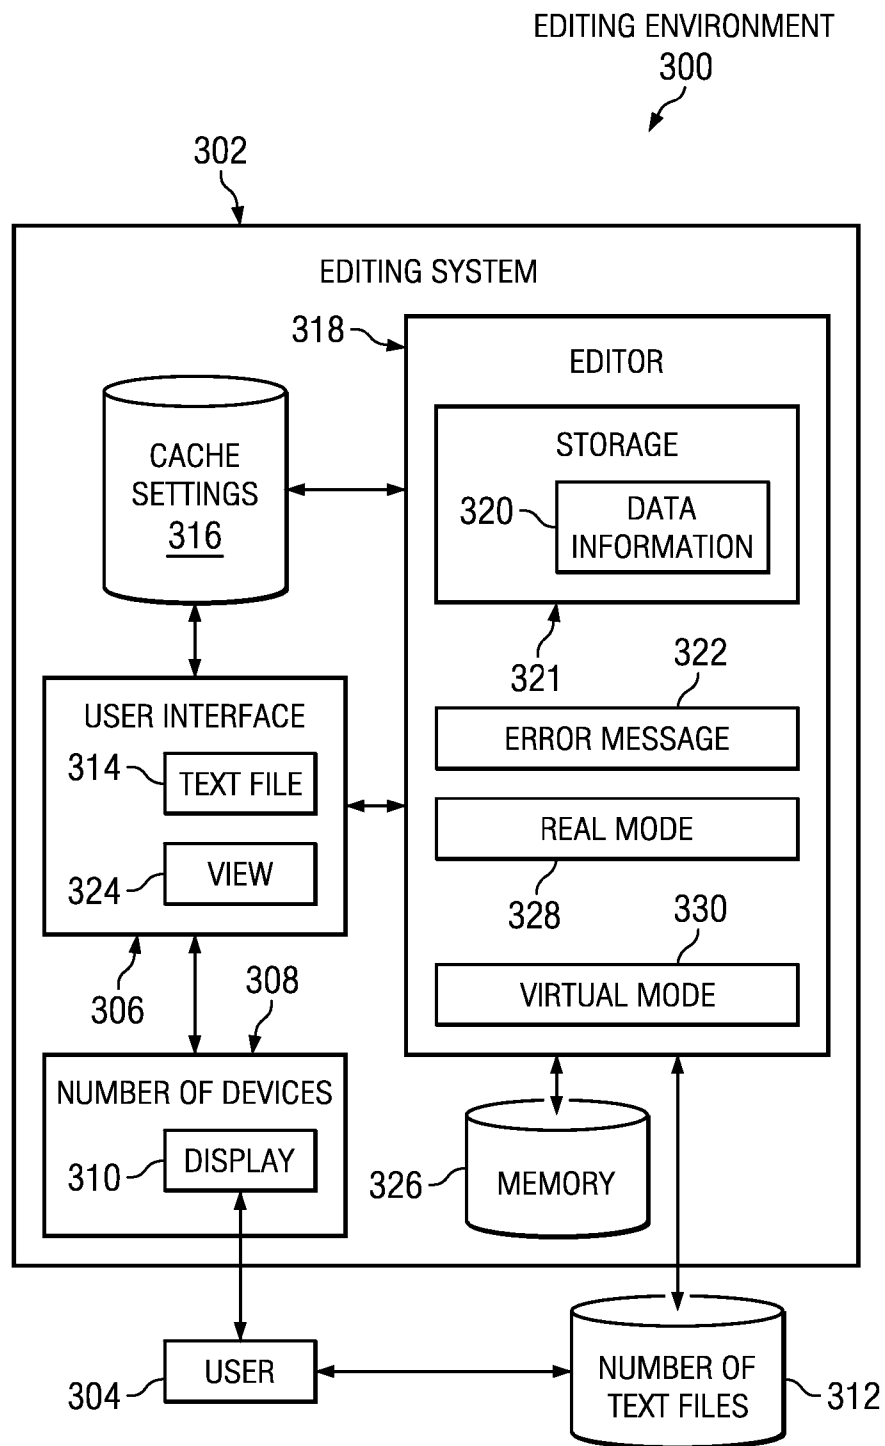 EDITING ENVIRONMENT
300
302
EDITING SYSTEM
318
EDITOR
CACHE
SETTINGS
316
STORAGE
320
DATA
INFORMATION
321
322
USER INTERFACE
314
TEXT FILE
ERROR MESSAGE
REAL MODE
324
VIEW
328
330
306
308
VIRTUAL MODE
NUMBER OF DEVICES
310
DISPLAY
326
MEMORY
304
USER
NUMBER OF
TEXT FILES
312